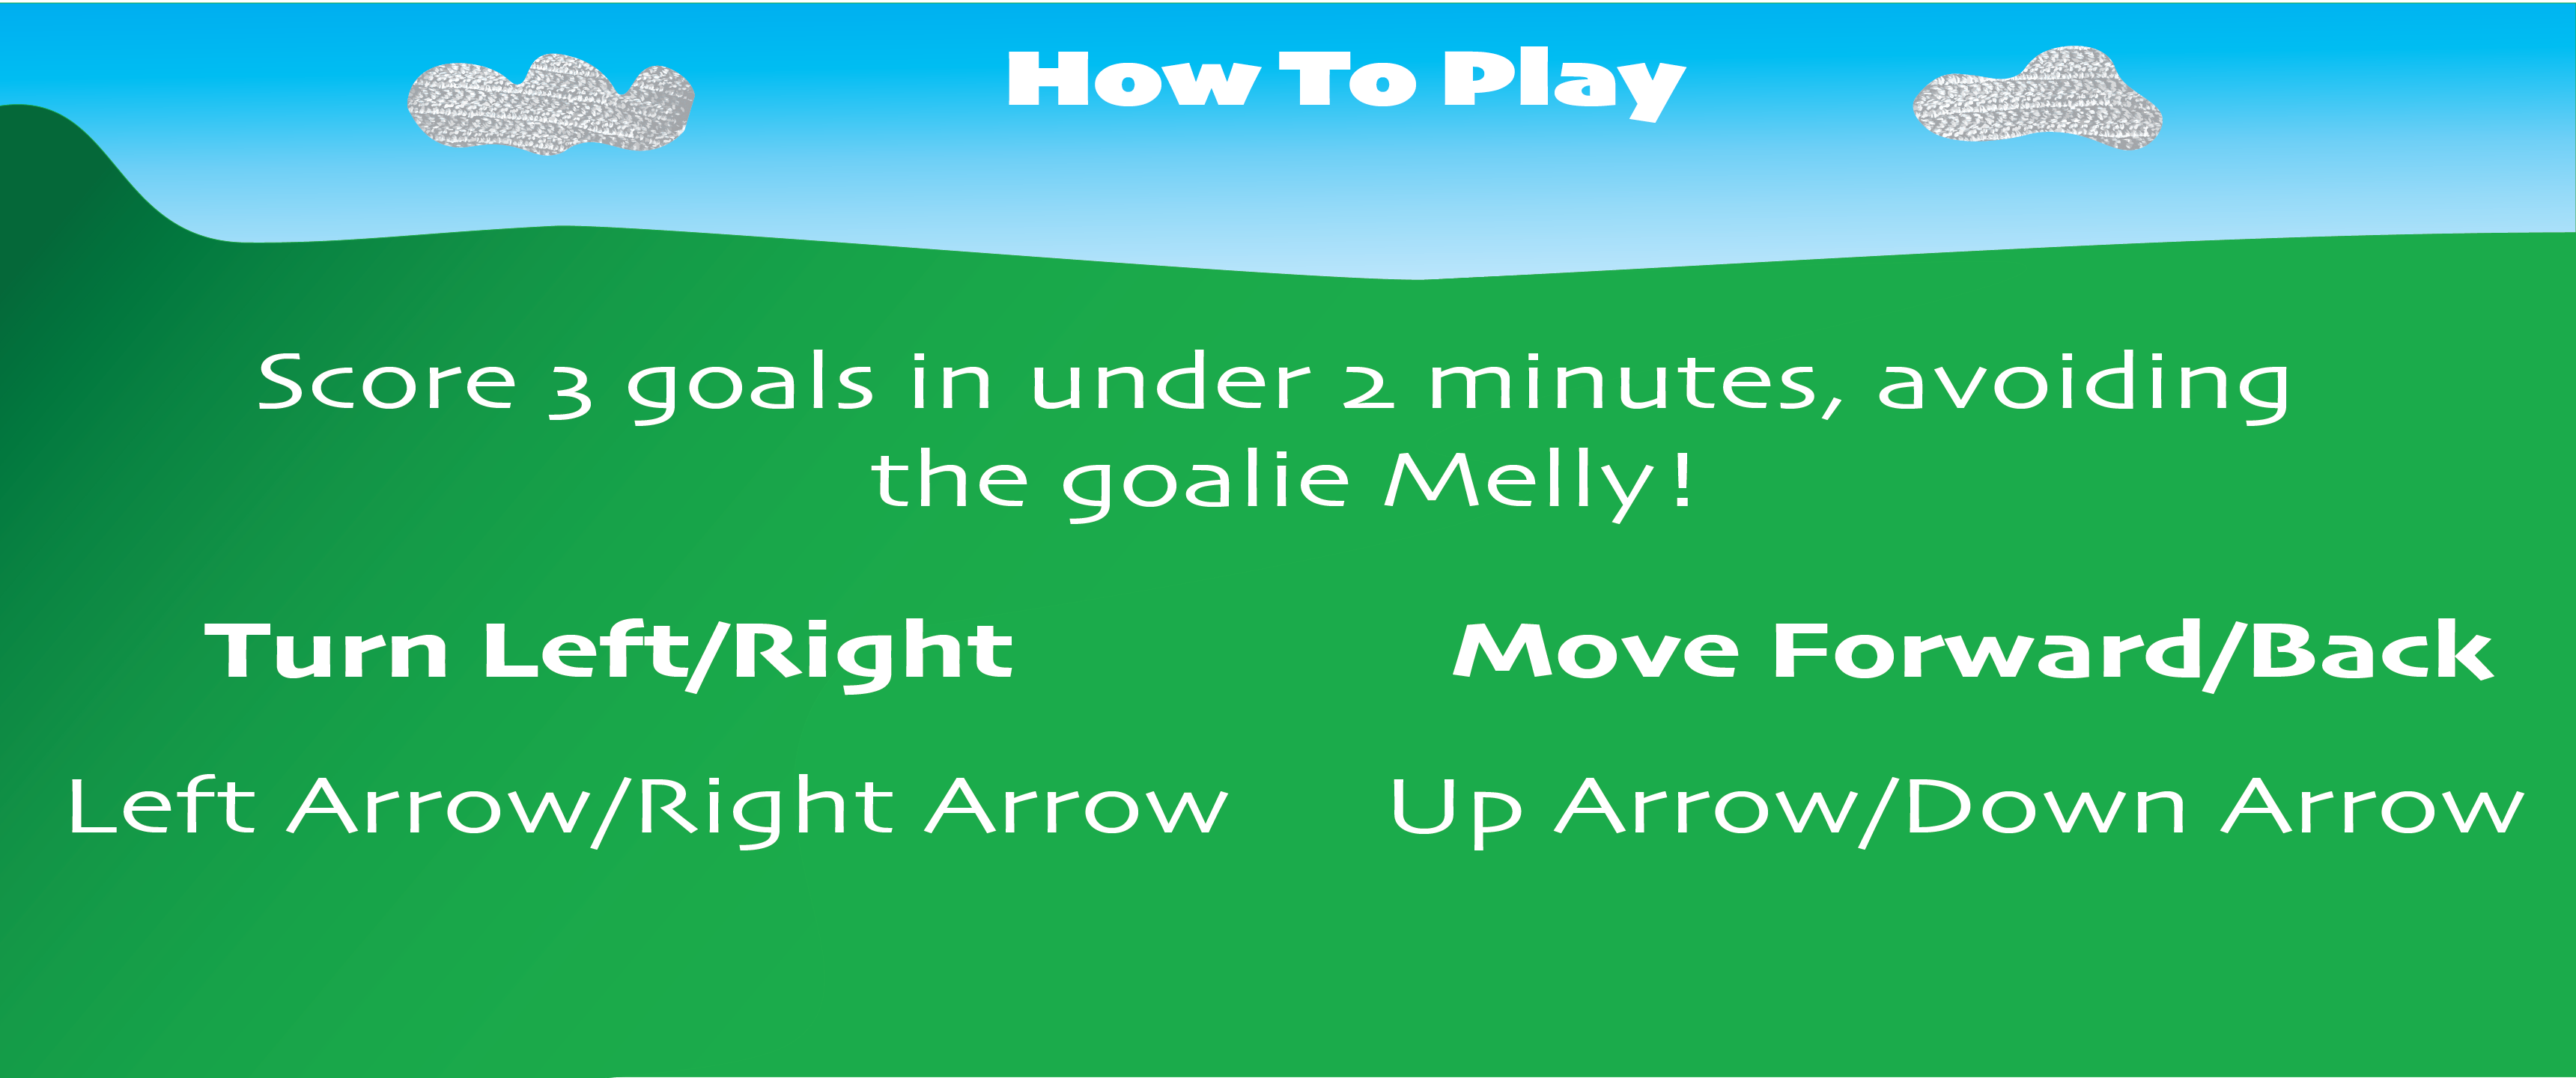 How To Play
Score 3 goals in under 2 minutes, avoiding
the goalie Melly!
Turn Left/Right
Move Forward/Back
Left Arrow/Right Arrow
Up Arrow/Down Arrow